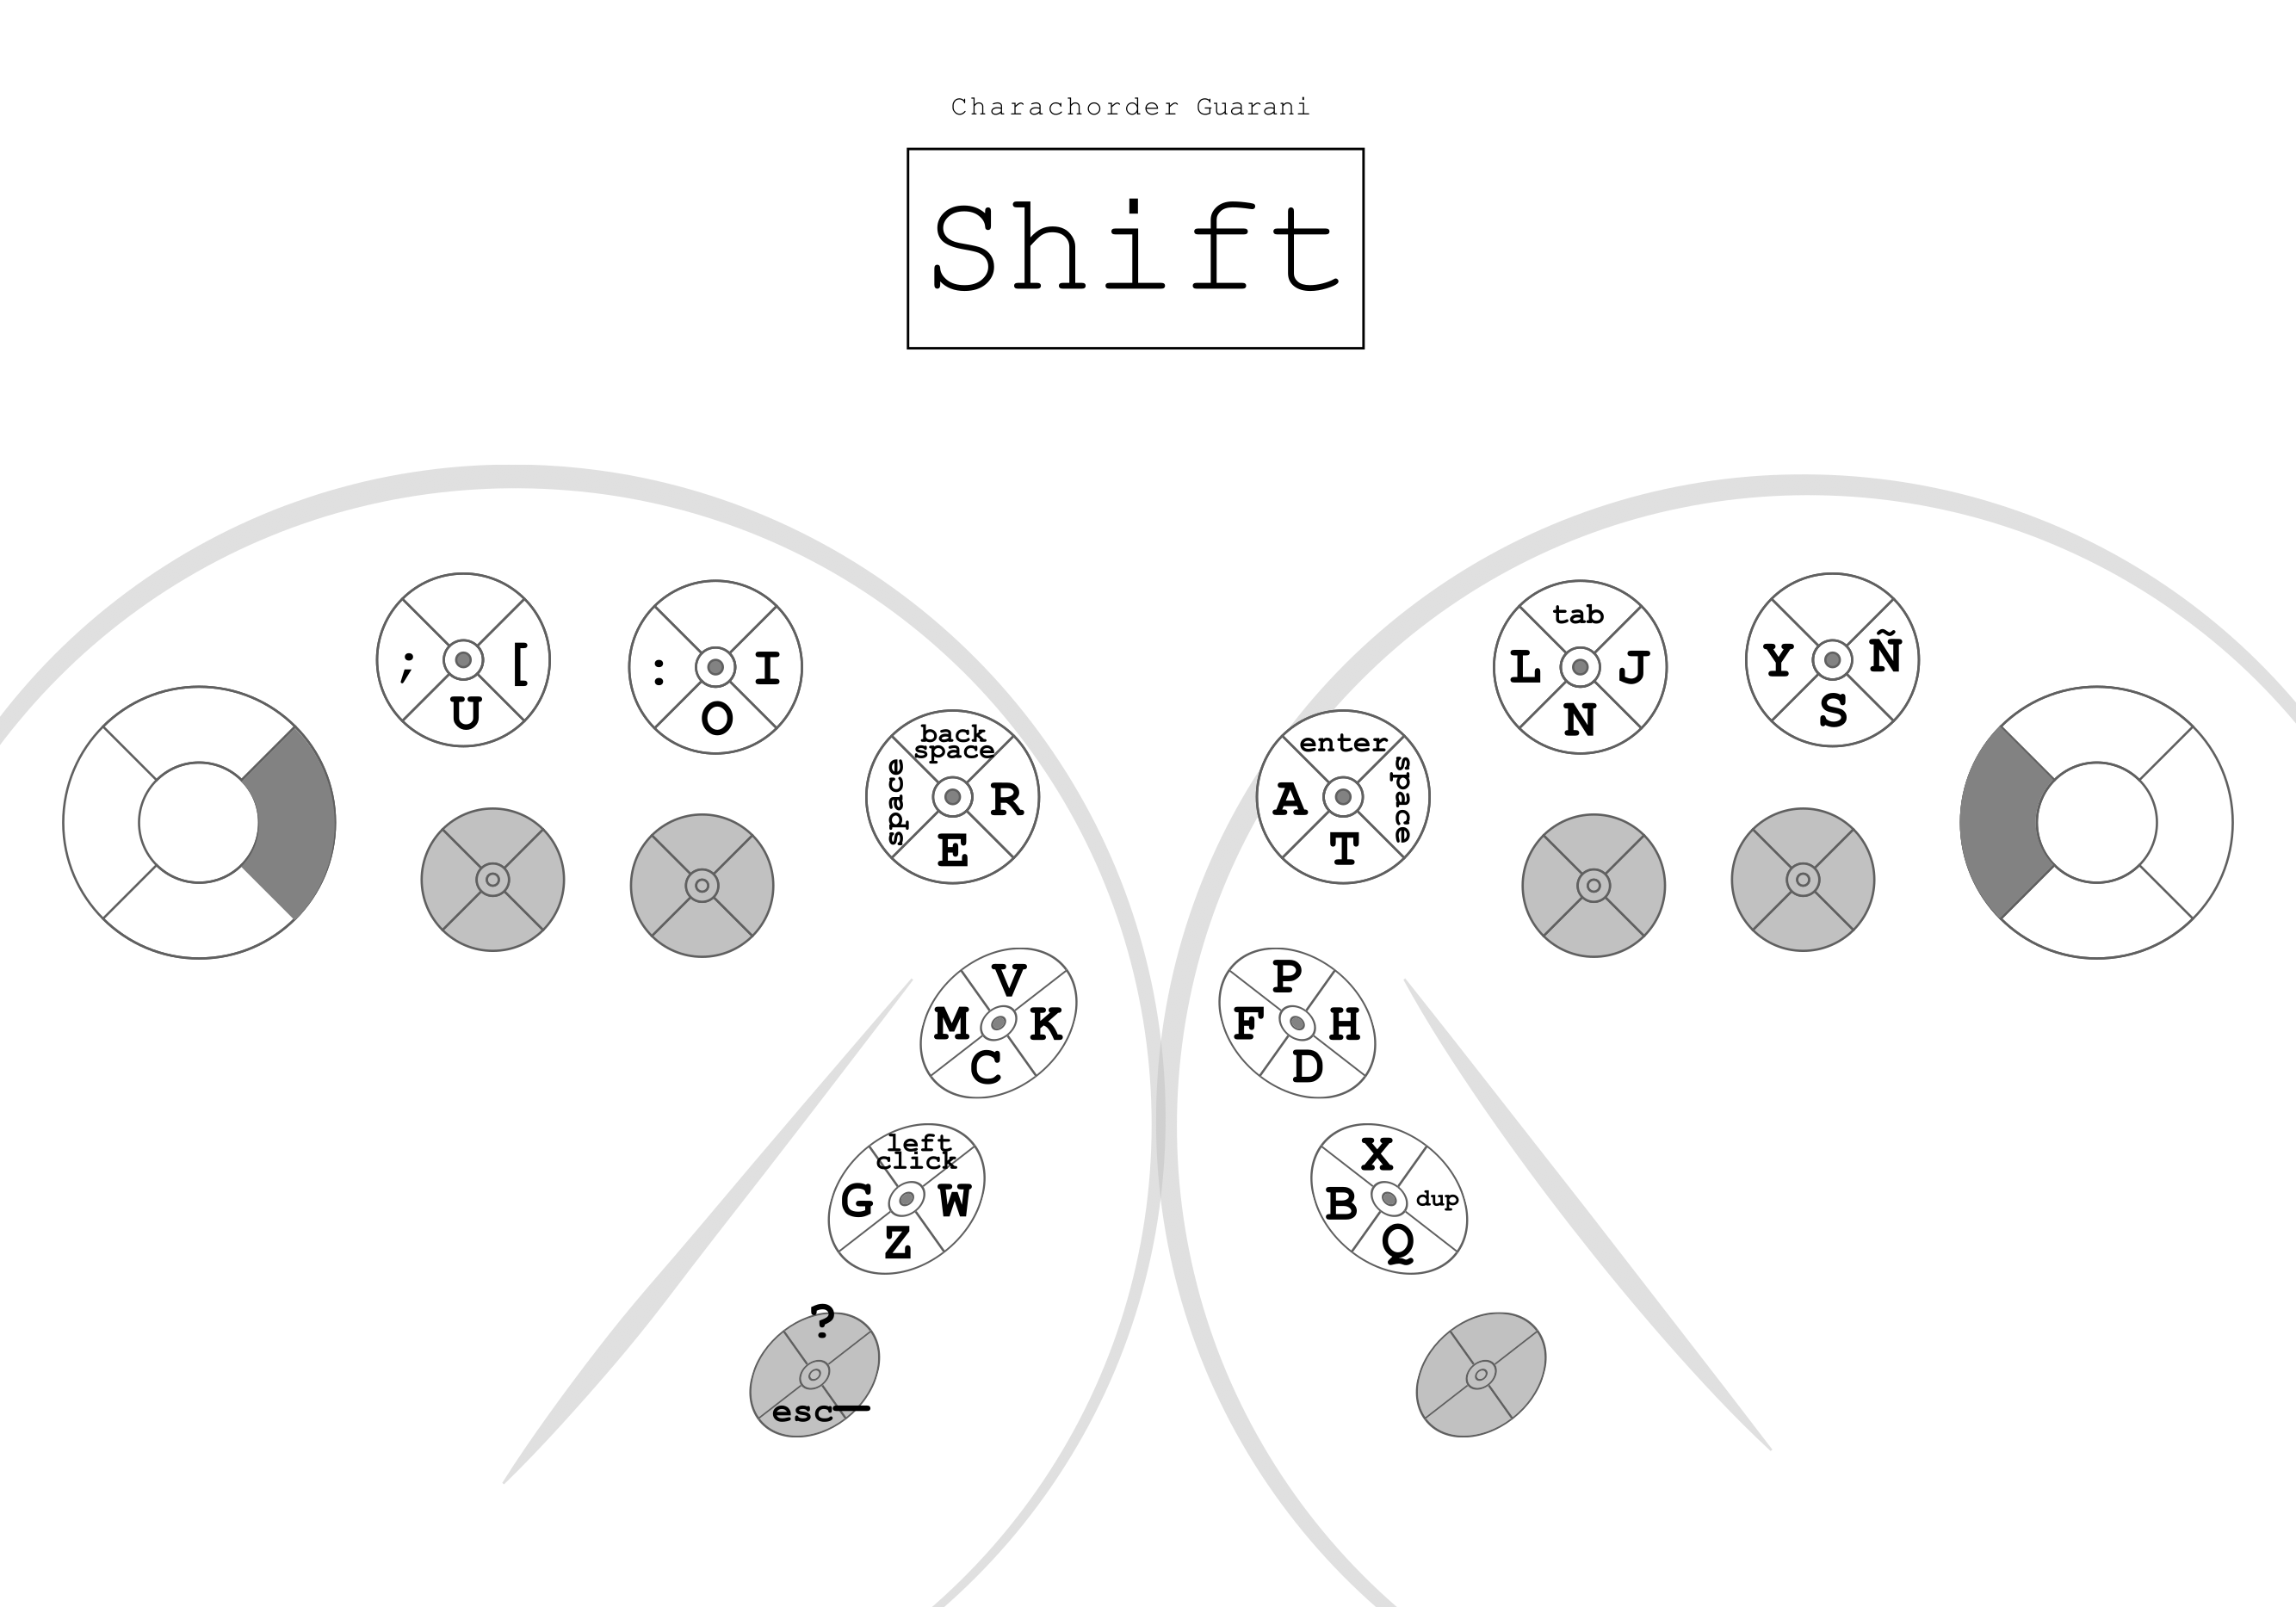 Charachorder Guarani
Shift
; [
U
: I
O
back
space
space R
E
enter
A space
T
tab
L J
N
Y Ñ
S
V
M K
C
P
F H
D
left
click
G W
Z
X
B dup
Q
?
esc—